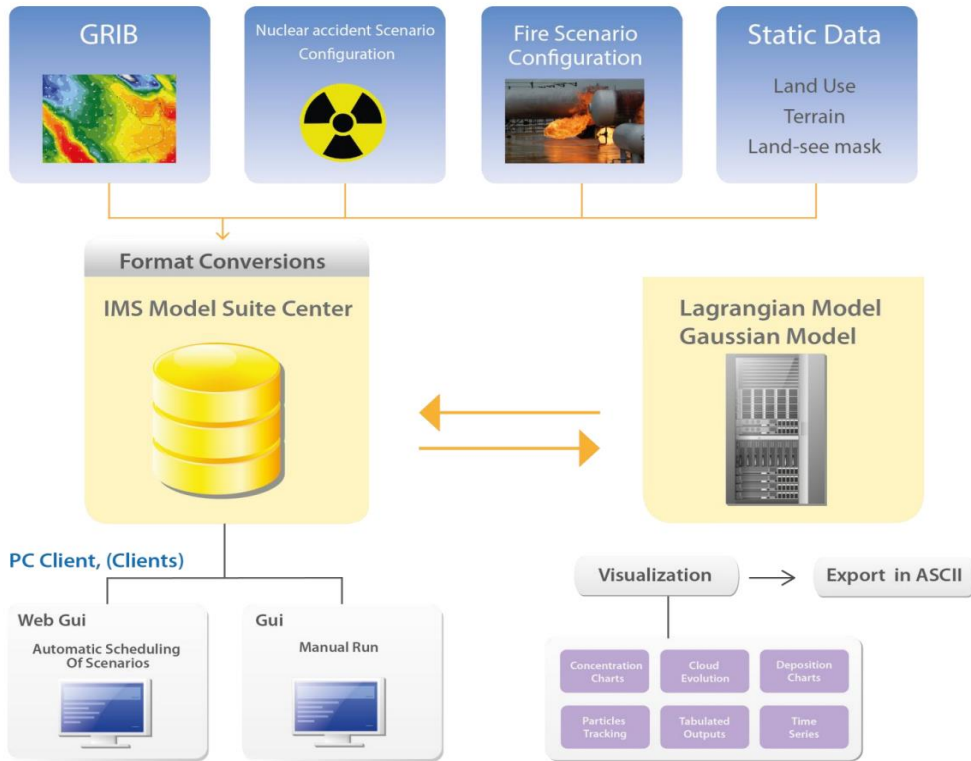 GRIB
Nuclear accident Scenario
Configuration
Fire Scenario
Configuration
Static Data
Land Use
Terrain
Land-see mask
Format Conversions
IMS Model Suite Center
Lagrangian Model
Gaussian Model
PC Client, (Clients)
Web Gui
Automatic Scheduling
Of Scenarios
Gui
Manual Run
Visualization
Export in ASCII
Concentration
Charts
Cloud
Evolution
Deposition
Charts
Particles
Tracking
Tabulated
Outputs
Time
Series